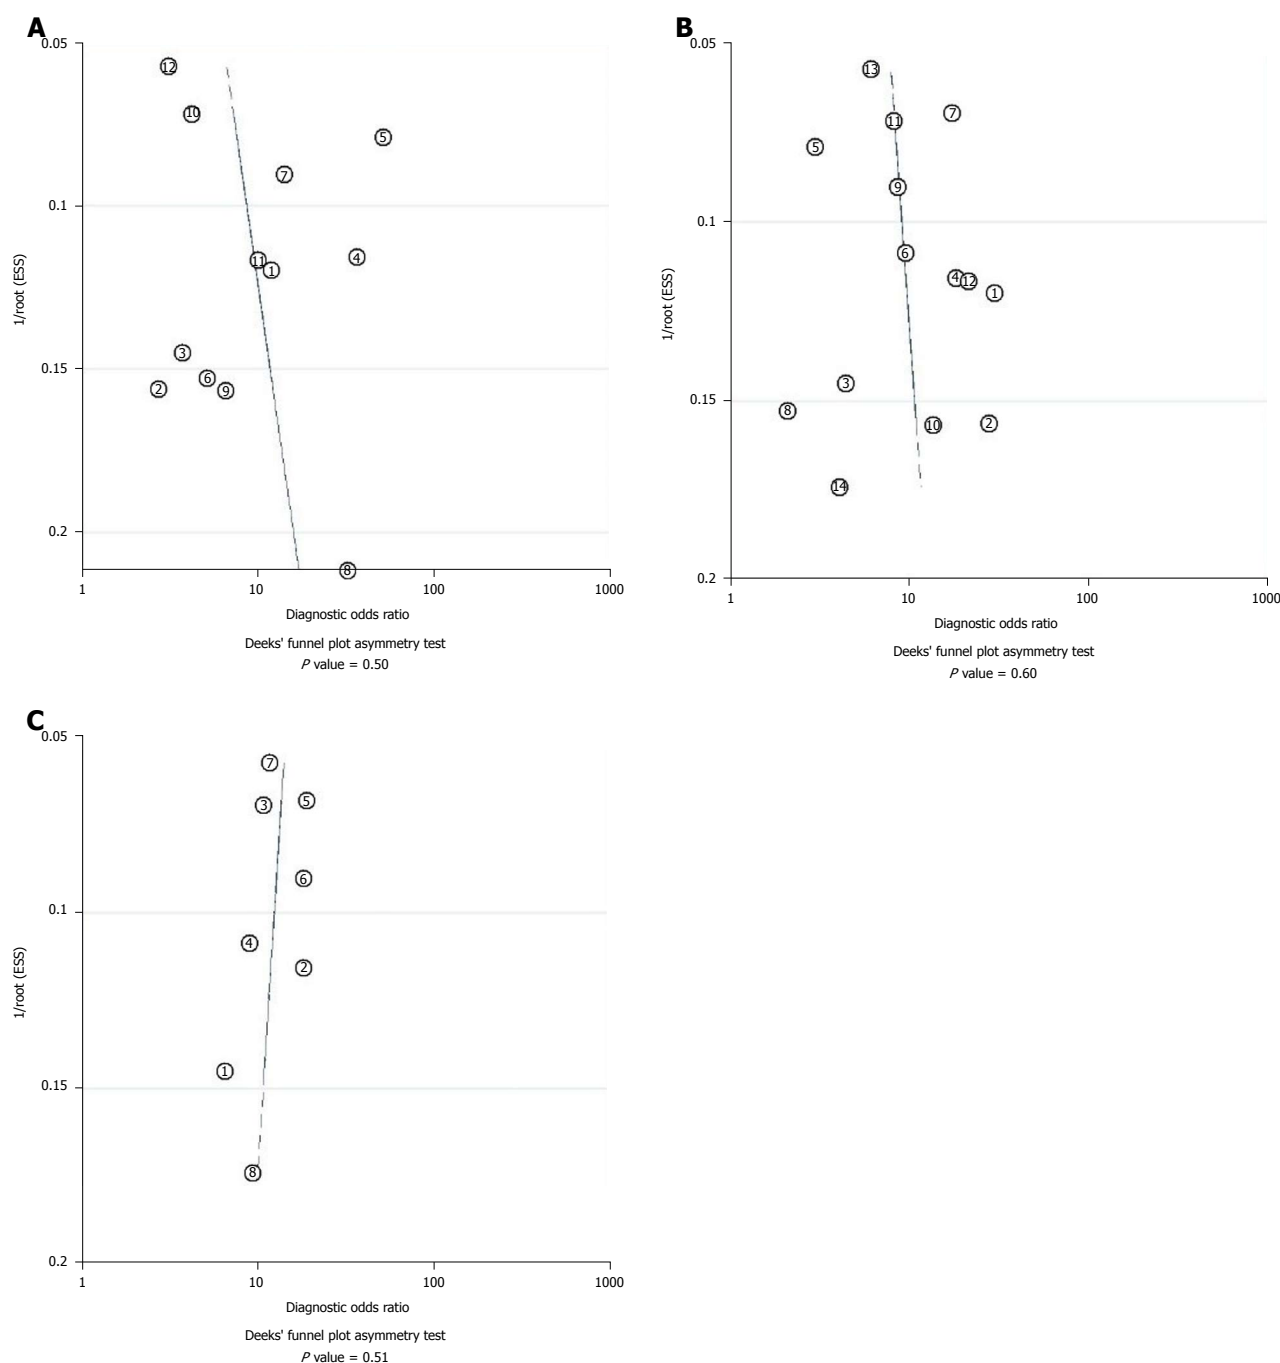 A
0.05
0.1
0.15
0.2
1/root (ESS)
12
10
5
7
4
11
1
3
6
2
9
8
1 10 100 1000
Diagnostic odds ratio
Deeks' funnel plot asymmetry test
P value = 0.50
B
0.05
0.1
0.15
0.2
1/root (ESS)
13
7
11
5
9
6
4
12
1
3
8
10
2
14
1 10 100 1000
Diagnostic odds ratio
Deeks' funnel plot asymmetry test
P value = 0.60
C
0.05
0.1
0.15
0.2
1/root (ESS)
7
5
3
6
4
2
1
8
1 10 100 1000
Diagnostic odds ratio
Deeks' funnel plot asymmetry test
P value = 0.51